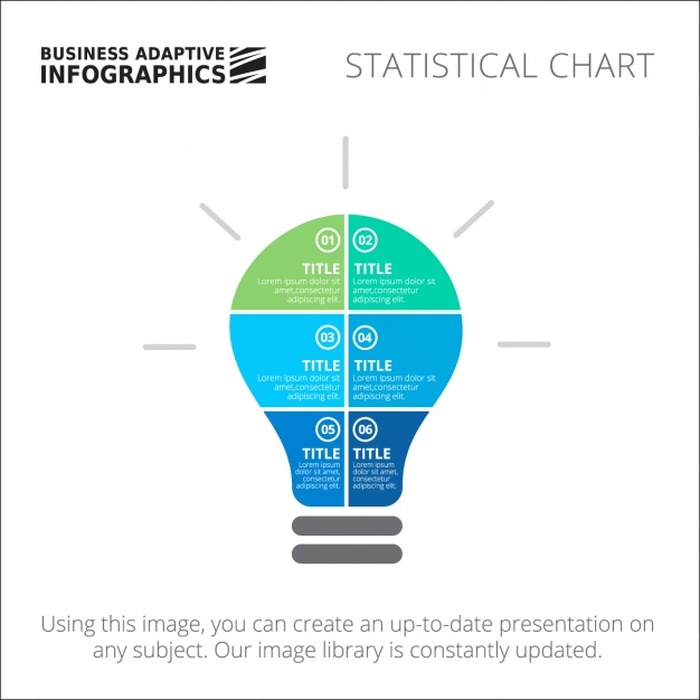 BUSINESS ADAPTIVE
INFOGRAPHICS
STATISTICAL CHART
01
TITLE
Lorem ipsum dolor sit
amet,consectetur
adipiscing elit.
02
TITLE
Lorem ipsum dolor sit
amet,consectetur
adipiscing elit.
03
TITLE
Lorem ipsum dolor sit
amet,consectetur
adipiscing elit.
04
TITLE
Lorem ipsum dolor sit
amet,consectetur
adipiscing elit.
05
TITLE
Lorem ipsum
dolor sit amet,
consectetur
adipiscing elit.
06
TITLE
Lorem ipsum
dolor sit amet,
consectetur
adipiscing elit.
Using this image, you can create an up-to-date presentation on
any subject. Our image library is constantly updated.